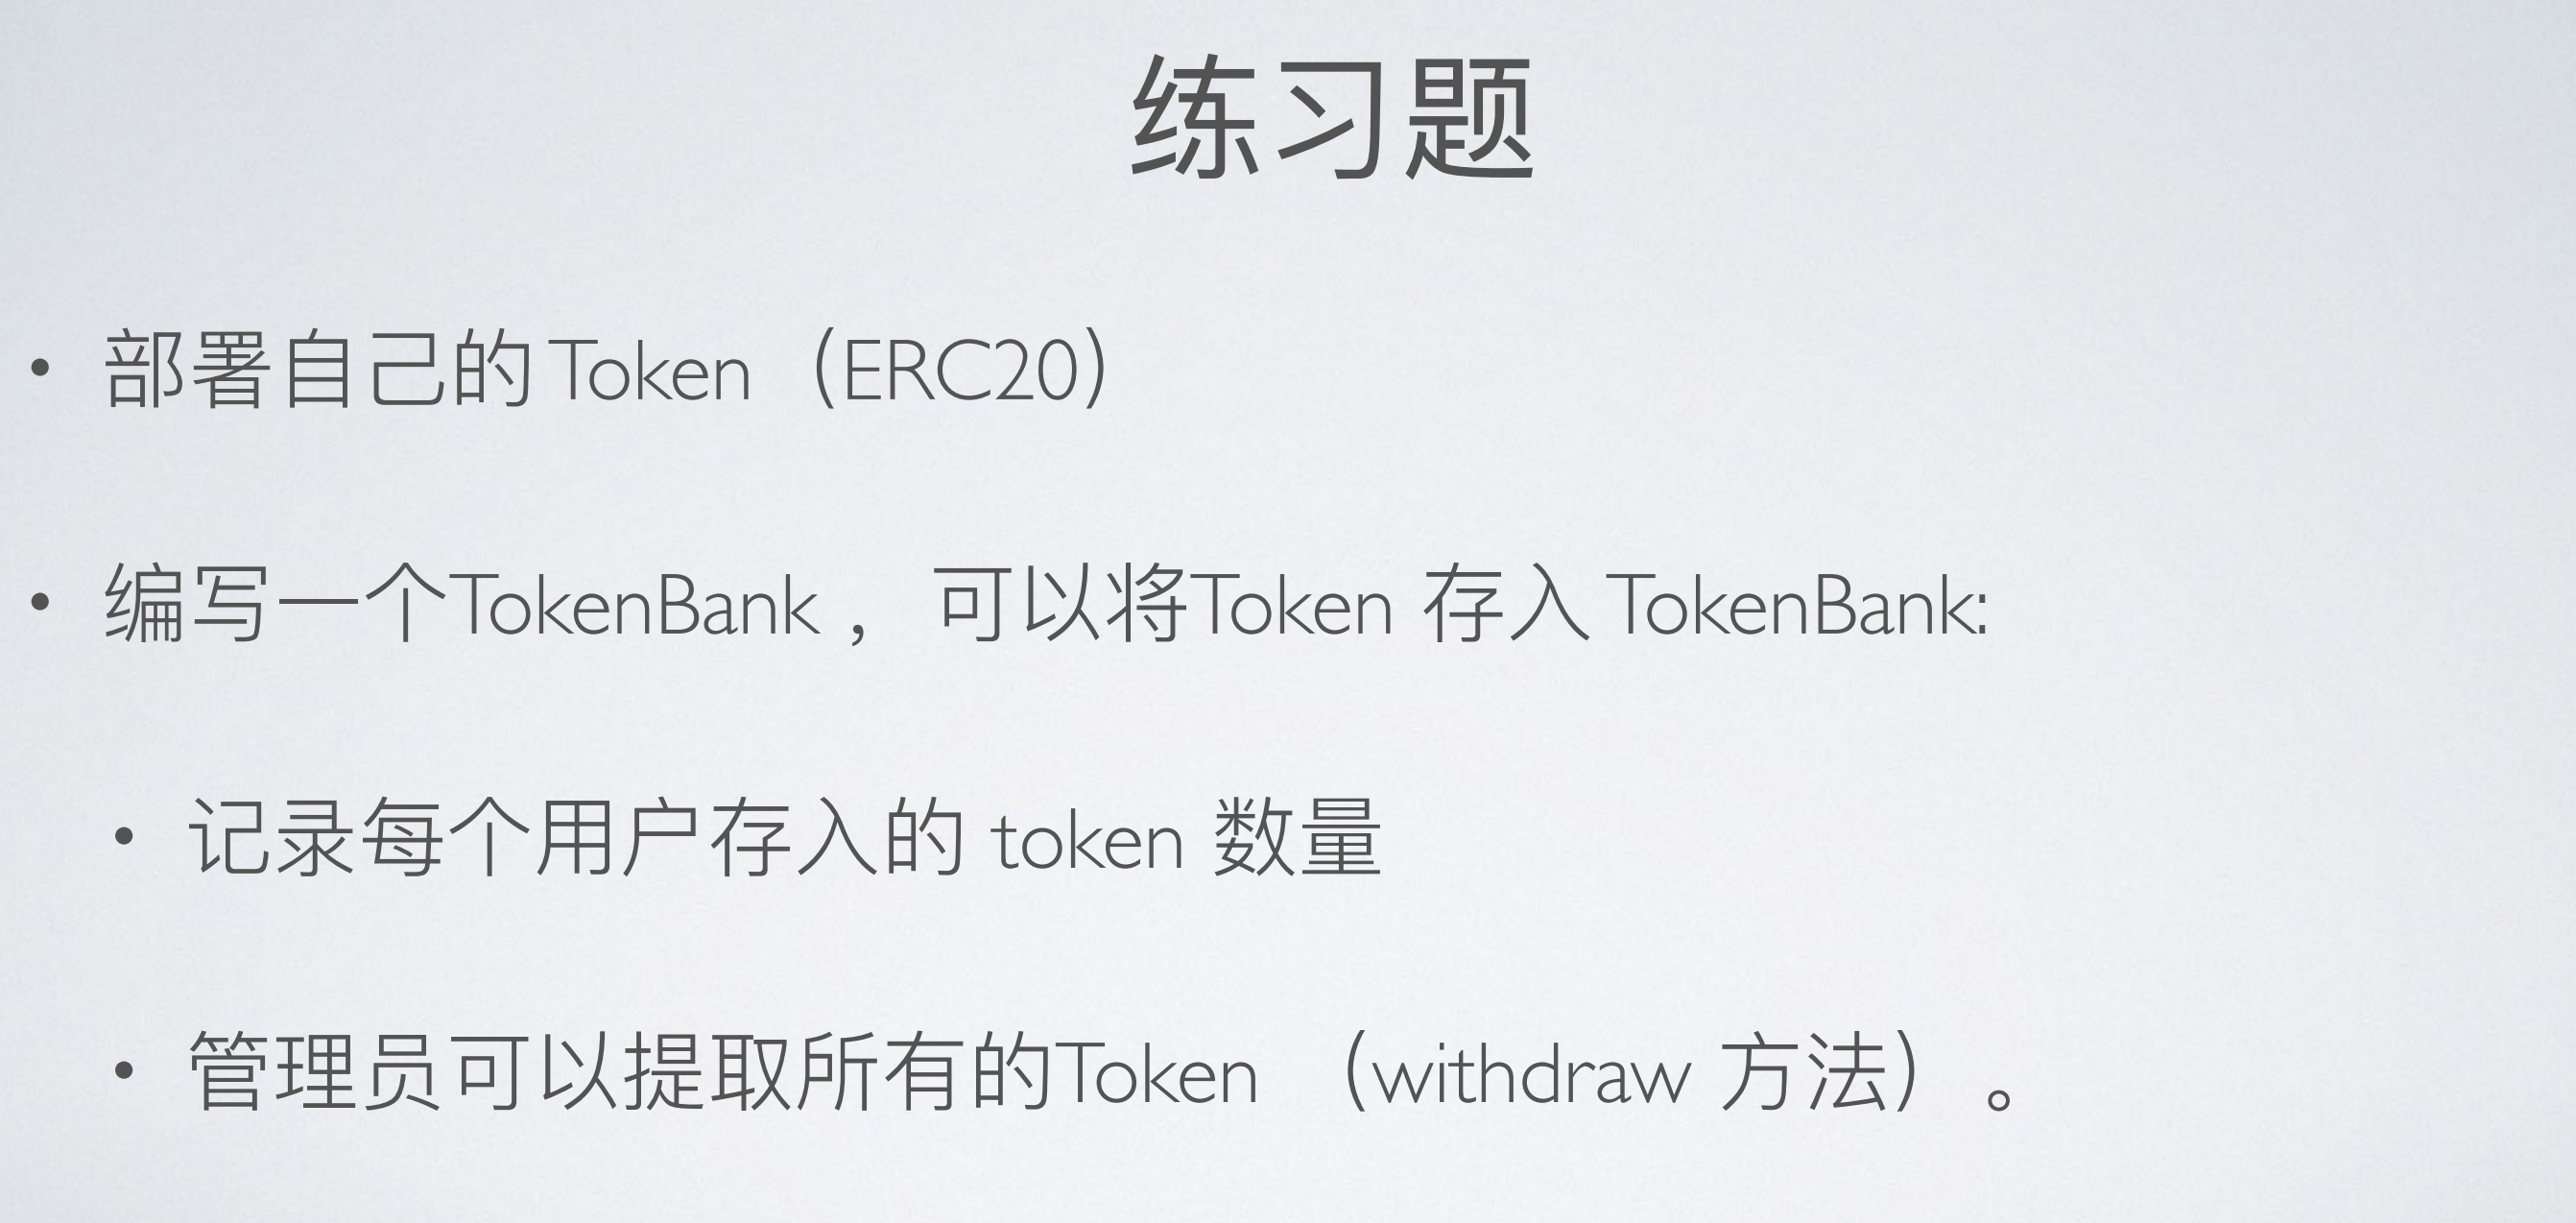 练习题
• 部署自己的 Token（ERC20）
• 编写一个TokenBank ， 可以将Token 存入 TokenBank:
• 记录每个用户存入的 token 数量
• 管理员可以提取所有的Token （withdraw 方法）。